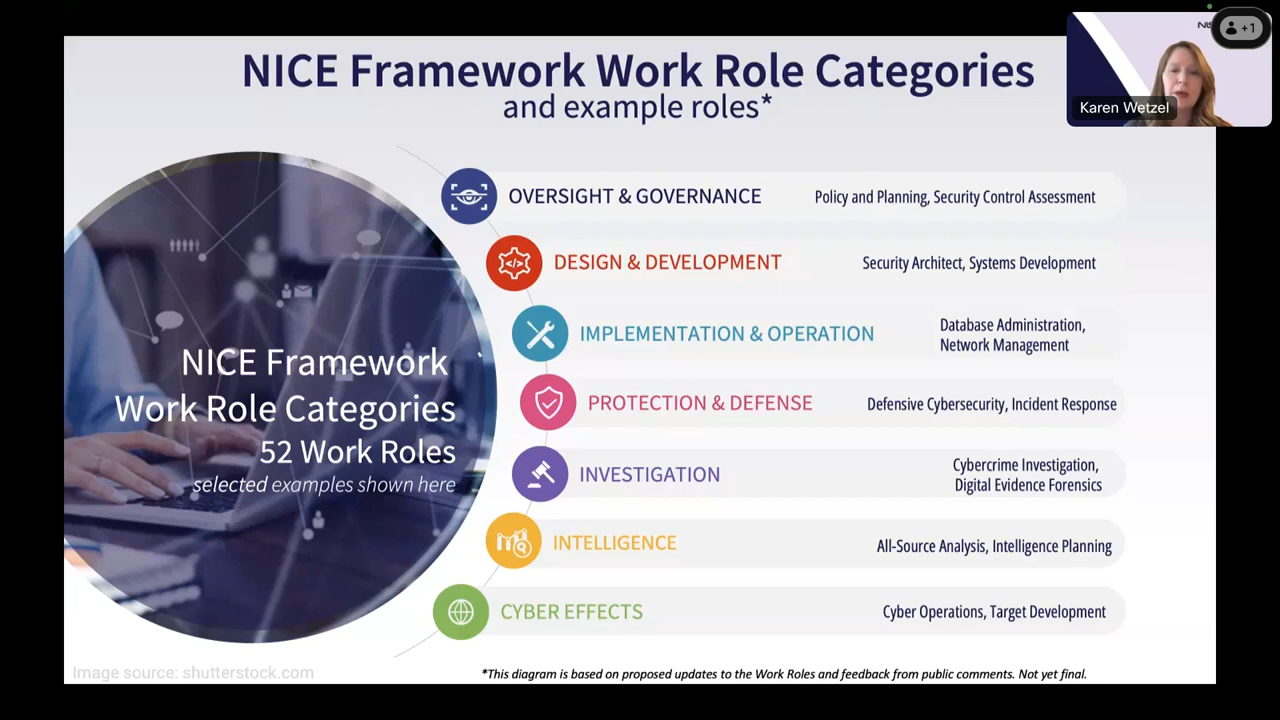 NICE Framework Work Role Categories
and example roles*
+1
Karen Wetzel
OVERSIGHT & GOVERNANCE
Policy and Planning, Security Control Assessment
DESIGN & DEVELOPMENT
Security Architect, Systems Development
IMPLEMENTATION & OPERATION
Database Administration,
Network Management
PROTECTION & DEFENSE
Defensive Cybersecurity, Incident Response
INVESTIGATION
Cybercrime Investigation,
Digital Evidence Forensics
INTELLIGENCE
All-Source Analysis, Intelligence Planning
CYBER EFFECTS
Cyber Operations, Target Development
NICE Framework
Work Role Categories
52 Work Roles
selected examples shown here
Image source: shutterstock.com
*This diagram is based on proposed updates to the Work Roles and feedback from public comments. Not yet final.